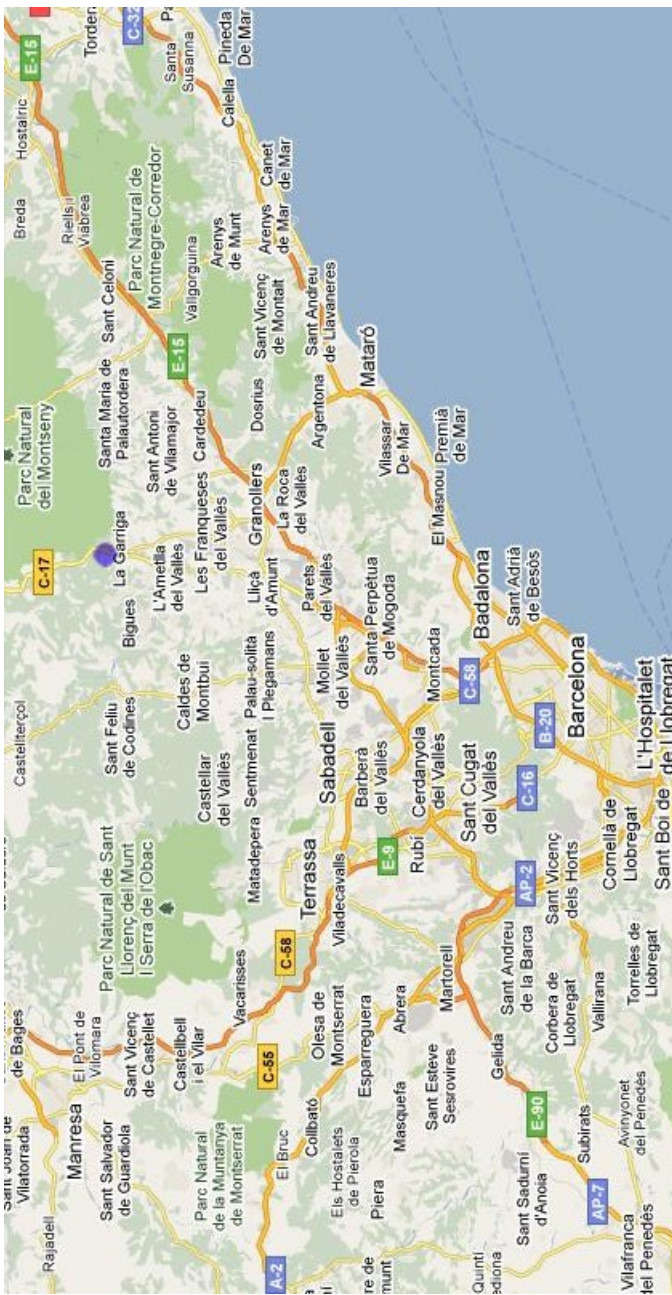 Rajadell
Sant Joan de
Vilatorrada
de Bages
Castellterçol
Breda
Hostalric
E-15
Manresa
El Pont de
Vilomara
C-17
Parc Natural
del Montseny
Riells i
Viabrea
Torder
Sant Salvador
de Guardiola
Sant Vicenç
de Castellet
Parc Natural de Sant
Llorenç del Munt
I Serra de l'Obac
Sant Feliu
de Codines
Bigues
La Garriga
Santa Maria de
Palautordera
Sant Celoni
C-32
Castellbell
i el Vilar
L'Ametlla
del Vallès
Sant Antoni
de Vilamajor
Parc Natural de
Montnegre-Corredor
Santa
Susanna
Parc Natural
de la Muntanya
de Montserrat
Caldes de
Montbui
Castellar
del Vallès
Les Franqueses
del Vallès
Cardedeu
E-15
Vallgorguina
Pineda
De Mar
Vacarisses
Matadepera
Sentmenat
Palau-solità
I Plegamans
Lliçà
d'Amunt
Granollers
Dosrius
Arenys
de Munt
Calella
A-2
El Bruc
C-55
C-58
La Roca
del Vallès
Sant Vicenç
de Montalt
Arenys
de Mar
Canet
de Mar
Collbató
Olesa de
Montserrat
Terrassa
Sabadell
Mollet
del Vallès
Parets
del Vallès
Argentona
Sant Andreu
de Llavaneres
Els Hostalets
de Pierola
Esparreguera
Viladecavalls
Barberà
del Vallès
Santa Perpètua
de Mogoda
Mataró
Piera
Masquefa
Abrera
E-9
Rubí
Cerdanyola
del Vallès
Montcada
Vilassar
De Mar
Sant Esteve
Sesrovires
Martorell
Sant Cugat
del Vallès
C-58
Badalona
El Masnou
Premià
de Mar
Quinti
Gelida
Sant Andreu
de la Barca
AP-2
C-16
Sant Adrià
de Besòs
Sant Sadurní
d'Anoia
E-90
Corbera de
Llobregat
Sant Vicenç
dels Horts
B-20
Barcelona
AP-7
Subirats
Vallirana
Cornellà de
Llobregat
Vilafranca
del Penedès
Avinyonet
del Penedès
Torrelles de
Llobregat
Sant Boi de
L'Hospitalet
de Llobregat